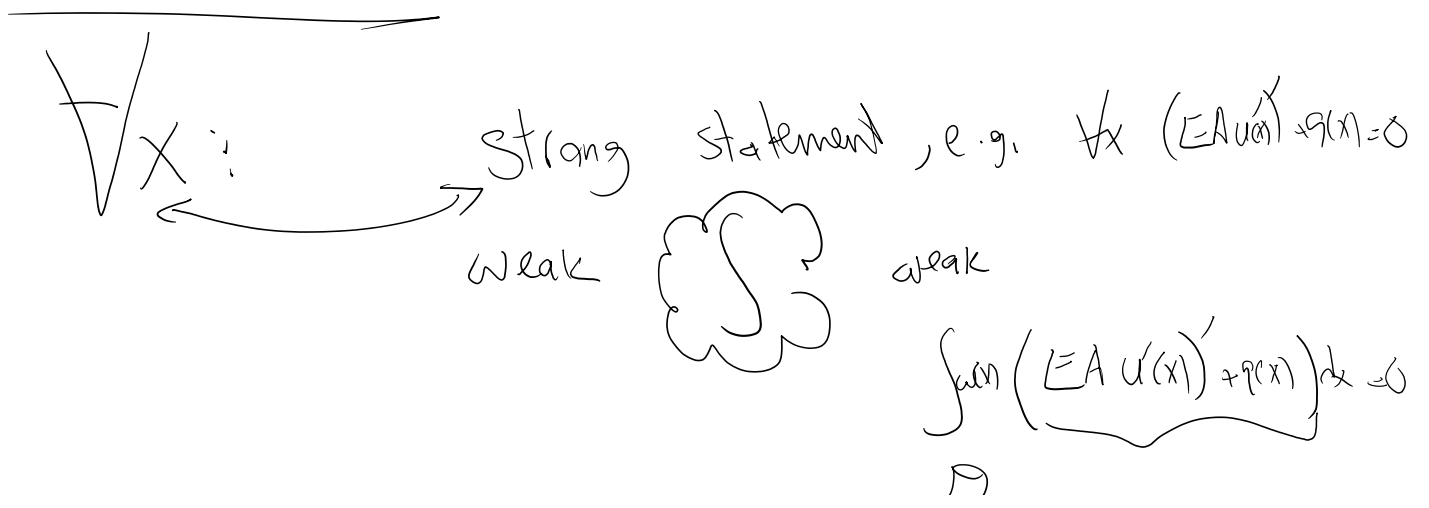 ∀x : strong statement, e.g. ∀x (EAu'(x))' + q(x) = 0
weak ∫ weak
∫ w(x) (EA u'(x))' + q(x)) dx = 0